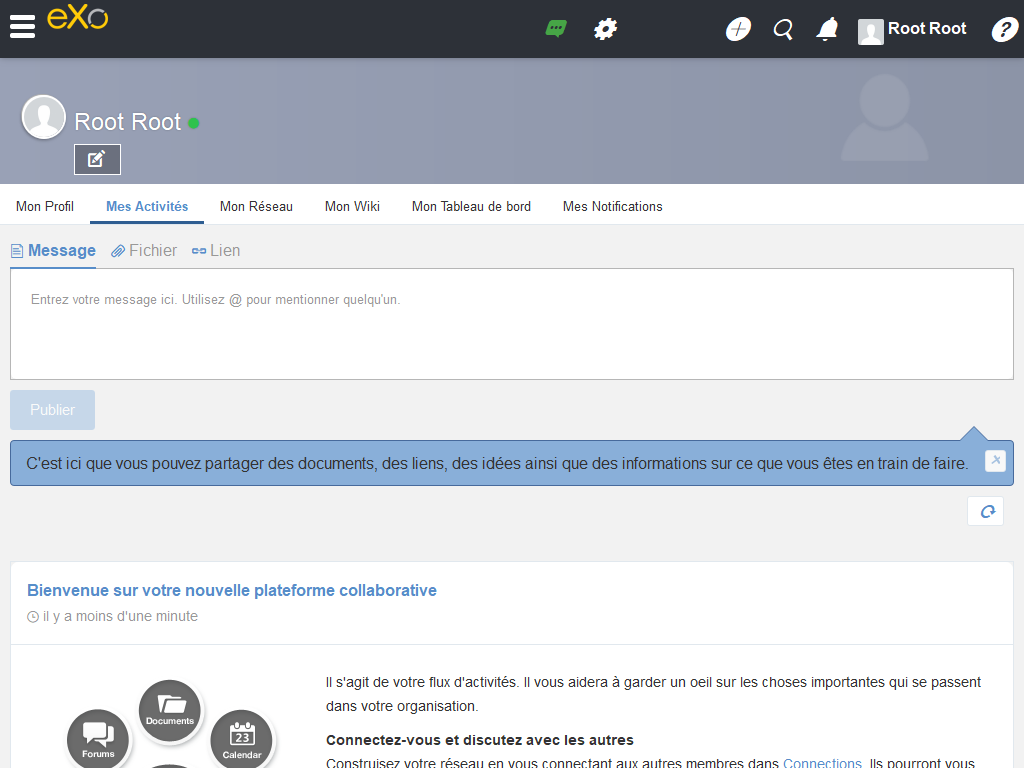 eXo
Root Root
Root Root
Mon Profil Mes Activités Mon Réseau Mon Wiki Mon Tableau de bord Mes Notifications
Message Fichier Lien
Entrez votre message ici. Utilisez @ pour mentionner quelqu'un.
Publier
C'est ici que vous pouvez partager des documents, des liens, des idées ainsi que des informations sur ce que vous êtes en train de faire.
Bienvenue sur votre nouvelle plateforme collaborative
il y a moins d'une minute
Documents
Forums
23
Calendar
Il s'agit de votre flux d'activités. Il vous aidera à garder un oeil sur les choses importantes qui se passent
dans votre organisation.
Connectez-vous et discutez avec les autres
Construisez votre réseau en vous connectant aux autres membres dans Connections. Ils pourront vous